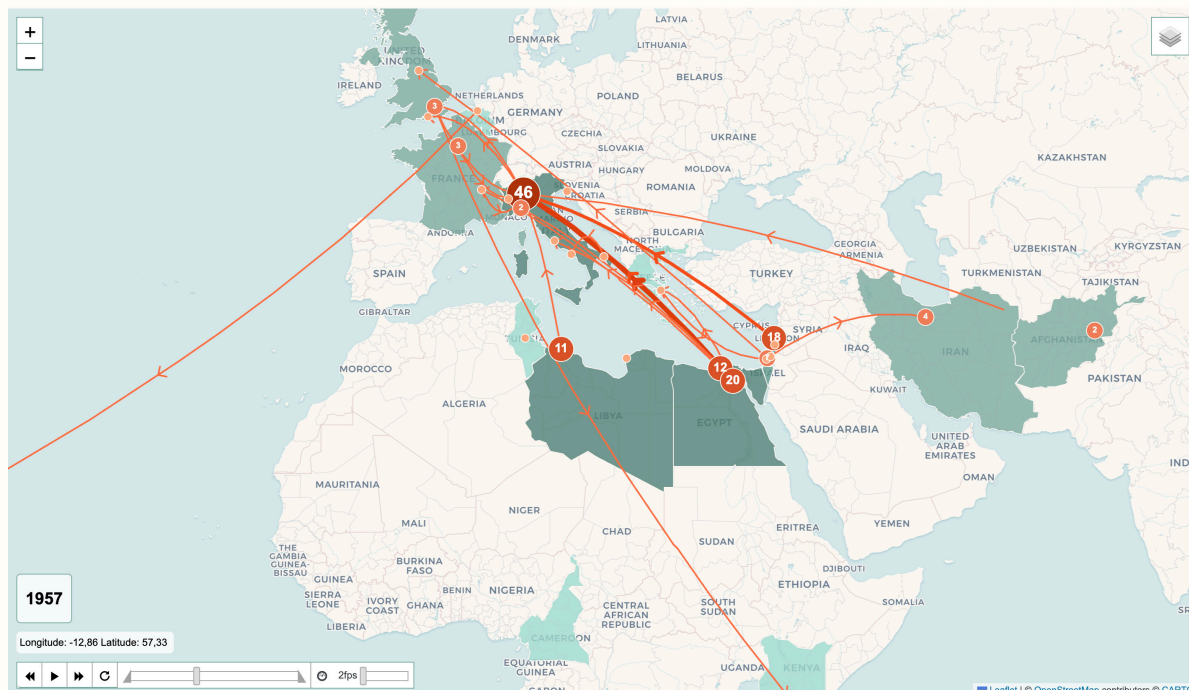 +
−
LATVIA
DENMARK
LITHUANIA
UNITED
KINGDOM
IRELAND
BELARUS
NETHERLANDS
POLAND
GERMANY
3
LUXEMBOURG
CZECHIA
UKRAINE
3
SLOVAKIA
KAZAKHSTAN
AUSTRIA
HUNGARY
MOLDOVA
FRANCE
SLOVENIA
CROATIA
ROMANIA
46
2
SERBIA
MONACO
ANDORRA
BULGARIA
NORTH
MACEDONIA
GEORGIA
ARMENIA
UZBEKISTAN
KYRGYZSTAN
SPAIN
TURKEY
TURKMENISTAN
TAJIKISTAN
GIBRALTAR
4
CYPRUS
SYRIA
2
18
AFGHANISTAN
11
IRAQ
IRAN
MOROCCO
12
ISRAEL
20
PAKISTAN
KUWAIT
ALGERIA
LIBYA
EGYPT
SAUDI ARABIA
UNITED
ARAB
EMIRATES
IND
OMAN
MAURITANIA
NIGER
MALI
CHAD
ERITREA
YEMEN
SUDAN
THE
GAMBIA
GUINEA-
BISSAU
BURKINA
FASO
DJIBOUTI
GUINEA
BENIN
NIGERIA
ETHIOPIA
SIERRA
LEONE
IVORY
COAST
GHANA
SOMALIA
SOUTH
SUDAN
CENTRAL
AFRICAN
REPUBLIC
1957
LIBERIA
CAMEROON
Longitude: -12,86 Latitude: 57,33
EQUATORIAL
GUINEA
UGANDA
KENYA
2fps
GABON
Leaflet | © OpenStreetMap contributors © CARTO